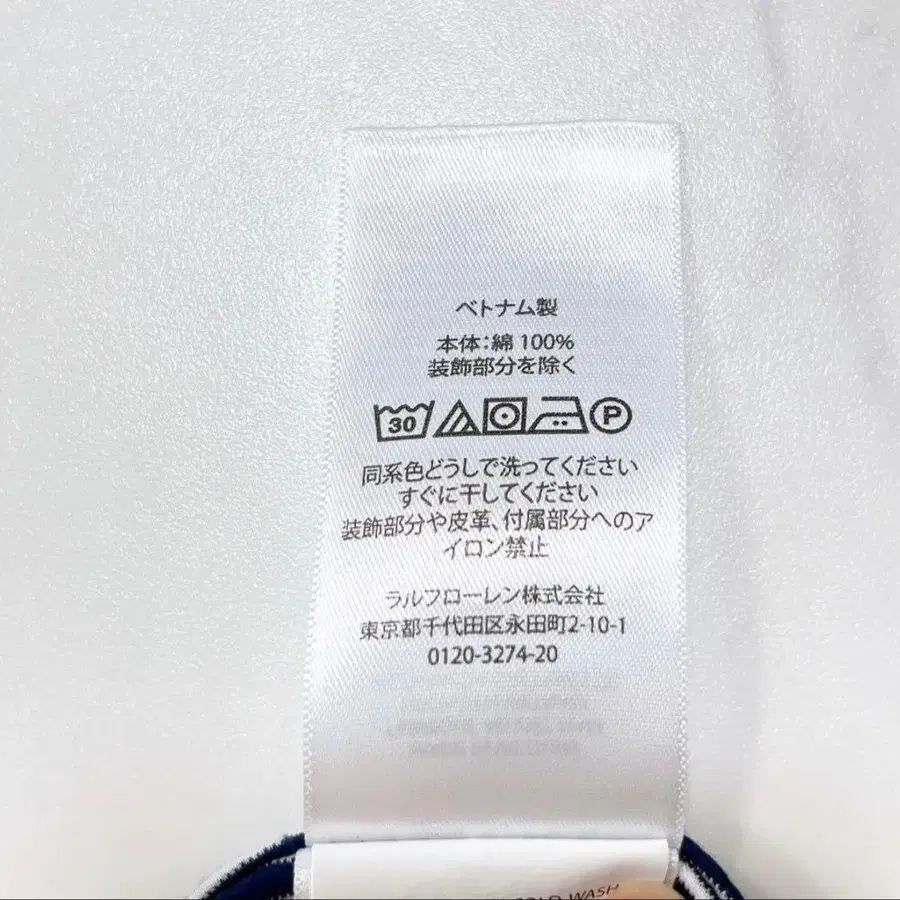 ベトナム製
本体:綿 100%
装飾部分を除く
30 P
同系色どうしで洗ってください
すぐに干してください
装飾部分や皮革、付属部分へのア
イロン禁止
ラルフローレン株式会社
東京都千代田区永田町2-10-1
0120-3274-20
COLD WASH